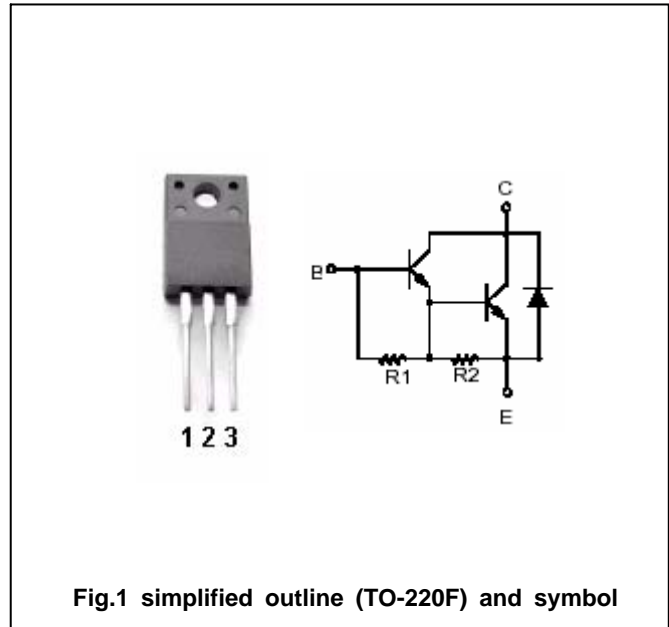 C
B
R1 R2
E
1 2 3
Fig.1 simplified outline (TO-220F) and symbol